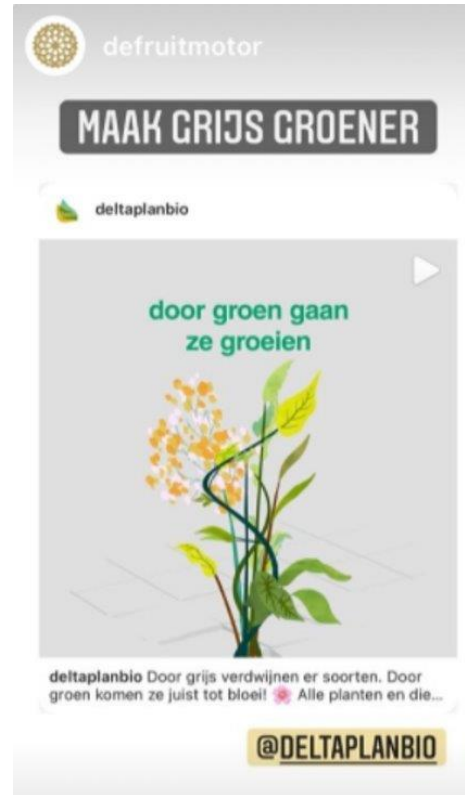 defruitmotor
MAAK GRIJS GROENER
deltaplanbio
door groen gaan
ze groeien
deltaplanbio Door grijs verdwijnen er soorten. Door
groen komen ze juist tot bloei! 🌸 Alle planten en die...
@DELTAPLANBIO